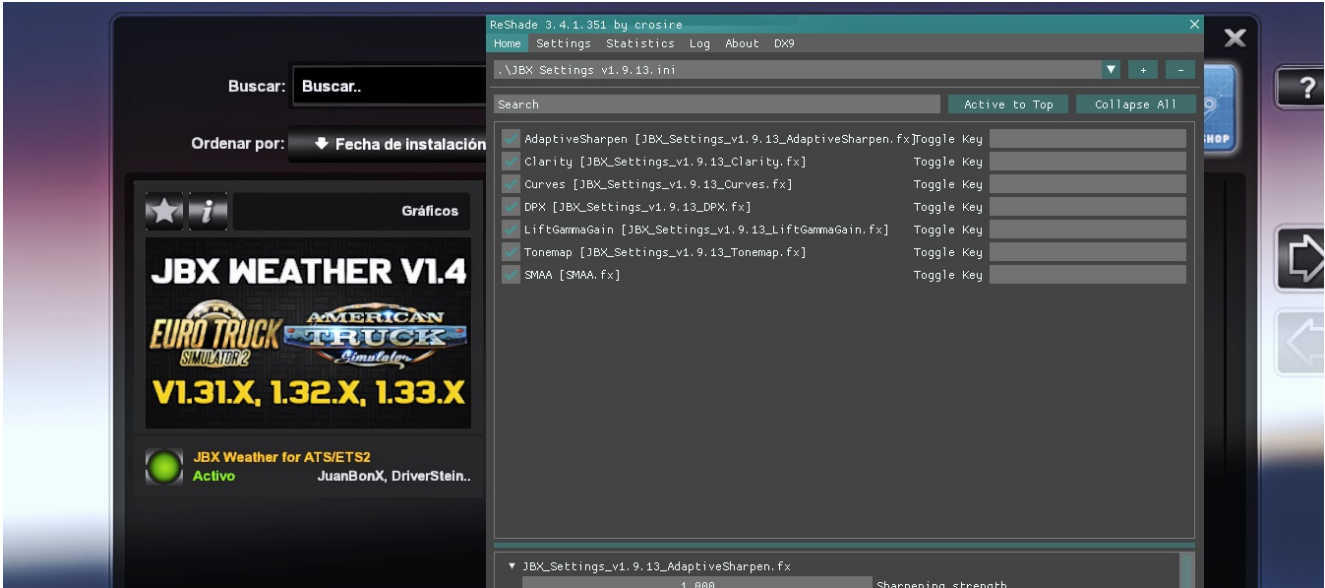 ReShade 3.4.1.351 by crosire
Home Settings Statistics Log About DX9
.\JBX Settings v1.9.13.ini
+ -
Search
Active to Top Collapse All
AdaptiveSharpen [JBX_Settings_v1.9.13_AdaptiveSharpen.fx] Toggle Key
Clarity [JBX_Settings_v1.9.13_Clarity.fx] Toggle Key
Curves [JBX_Settings_v1.9.13_Curves.fx] Toggle Key
DPX [JBX_Settings_v1.9.13_DPX.fx] Toggle Key
LiftGammaGain [JBX_Settings_v1.9.13_LiftGammaGain.fx] Toggle Key
Tonemap [JBX_Settings_v1.9.13_Tonemap.fx] Toggle Key
SMAA [SMAA.fx] Toggle Key
JBX_Settings_v1.9.13_AdaptiveSharpen.fx
1.000 Sharpening strength
Buscar: Buscar..
Ordenar por: Fecha de instalación
Gráficos
JBX WEATHER V1.4
EURO TRUCK
SIMULATOR 2
AMERICAN
TRUCK
Simulator
V1.31.X, 1.32.X, 1.33.X
JBX Weather for ATS/ETS2
Activo JuanBonX, DriverStein..
?